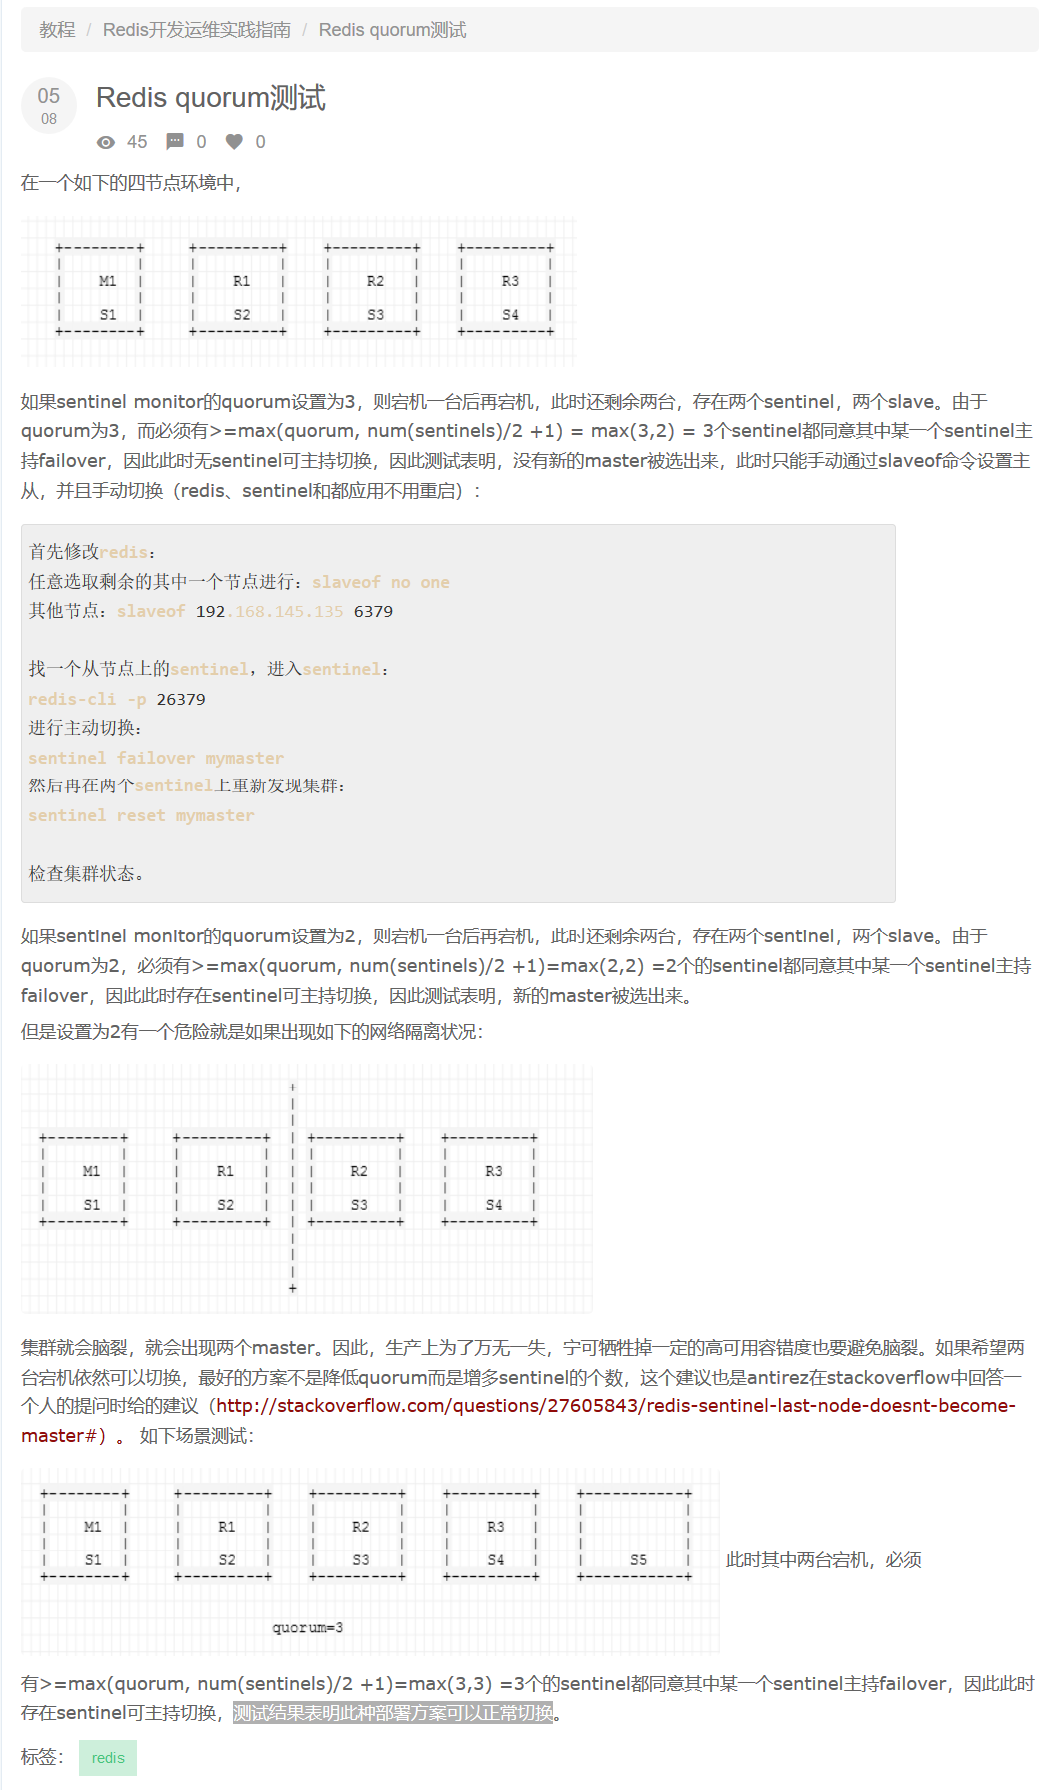 教程 / Redis开发运维实践指南 / Redis quorum测试
05
08
Redis quorum测试
45 0 0
在一个如下的四节点环境中，
+--------+ +---------+ +---------+ +---------+
| | | | | | | |
| M1 | | R1 | | R2 | | R3 |
| | | | | | | |
| S1 | | S2 | | S3 | | S4 |
+--------+ +---------+ +---------+ +---------+
如果sentinel monitor的quorum设置为3，则宕机一台后再宕机，此时还剩余两台，存在两个sentinel，两个slave。由于
quorum为3，而必须有>=max(quorum, num(sentinels)/2 +1) = max(3,2) = 3个sentinel都同意其中某一个sentinel主
持failover，因此此时无sentinel可主持切换，因此测试表明，没有新的master被选出来，此时只能手动通过slaveof命令设置主
从，并且手动切换（redis、sentinel和都应用不用重启）：
首先修改redis：
任意选取剩余的其中一个节点进行：slaveof no one
其他节点：slaveof 192.168.145.135 6379
找一个从节点上的sentinel，进入sentinel：
redis-cli -p 26379
进行主动切换：
sentinel failover mymaster
然后再在两个sentinel上重新发现集群：
sentinel reset mymaster
检查集群状态。
如果sentinel monitor的quorum设置为2，则宕机一台后再宕机，此时还剩余两台，存在两个sentinel，两个slave。由于
quorum为2，必须有>=max(quorum, num(sentinels)/2 +1)=max(2,2) =2个的sentinel都同意其中某一个sentinel主持
failover，因此此时存在sentinel可主持切换，因此测试表明，新的master被选出来。
但是设置为2有一个危险就是如果出现如下的网络隔离状况：
+
|
|
+--------+ +---------+ | +---------+ +---------+
| | | | | | | | |
| M1 | | R1 | | | R2 | | R3 |
| | | | | | | | |
| S1 | | S2 | | | S3 | | S4 |
+--------+ +---------+ | +---------+ +---------+
|
|
|
+
集群就会脑裂，就会出现两个master。因此，生产上为了万无一失，宁可牺牲掉一定的高可用容错度也要避免脑裂。如果希望两
台宕机依然可以切换，最好的方案不是降低quorum而是增多sentinel的个数，这个建议也是antirez在stackoverflow中回答一
个人的提问时给的建议（http://stackoverflow.com/questions/27605843/redis-sentinel-last-node-doesnt-become-
master#）。 如下场景测试：
+--------+ +---------+ +---------+ +---------+ +-----------+
| | | | | | | | | |
| M1 | | R1 | | R2 | | R3 | | |
| | | | | | | | | |
| S1 | | S2 | | S3 | | S4 | | S5 | 此时其中两台宕机，必须
+--------+ +---------+ +---------+ +---------+ +-----------+
quorum=3
有>=max(quorum, num(sentinels)/2 +1)=max(3,3) =3个的sentinel都同意其中某一个sentinel主持failover，因此此时
存在sentinel可主持切换，测试结果表明此种部署方案可以正常切换。
标签： redis